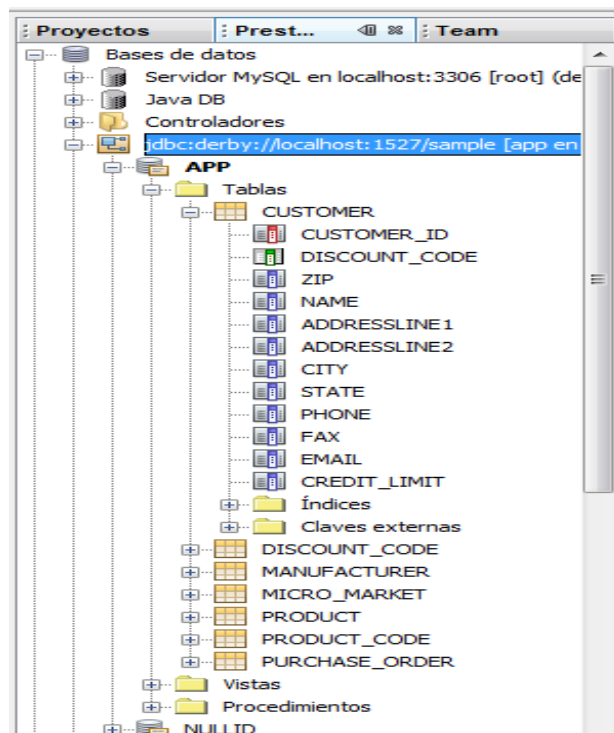 Proyectos
Prest...
Team
Bases de datos
Servidor MySQL en localhost:3306 [root] (de
Java DB
Controladores
jdbc:derby://localhost:1527/sample [app en
APP
Tablas
CUSTOMER
CUSTOMER_ID
DISCOUNT_CODE
ZIP
NAME
ADDRESSLINE1
ADDRESSLINE2
CITY
STATE
PHONE
FAX
EMAIL
CREDIT_LIMIT
Índices
Claves externas
DISCOUNT_CODE
MANUFACTURER
MICRO_MARKET
PRODUCT
PRODUCT_CODE
PURCHASE_ORDER
Vistas
Procedimientos
NULLID